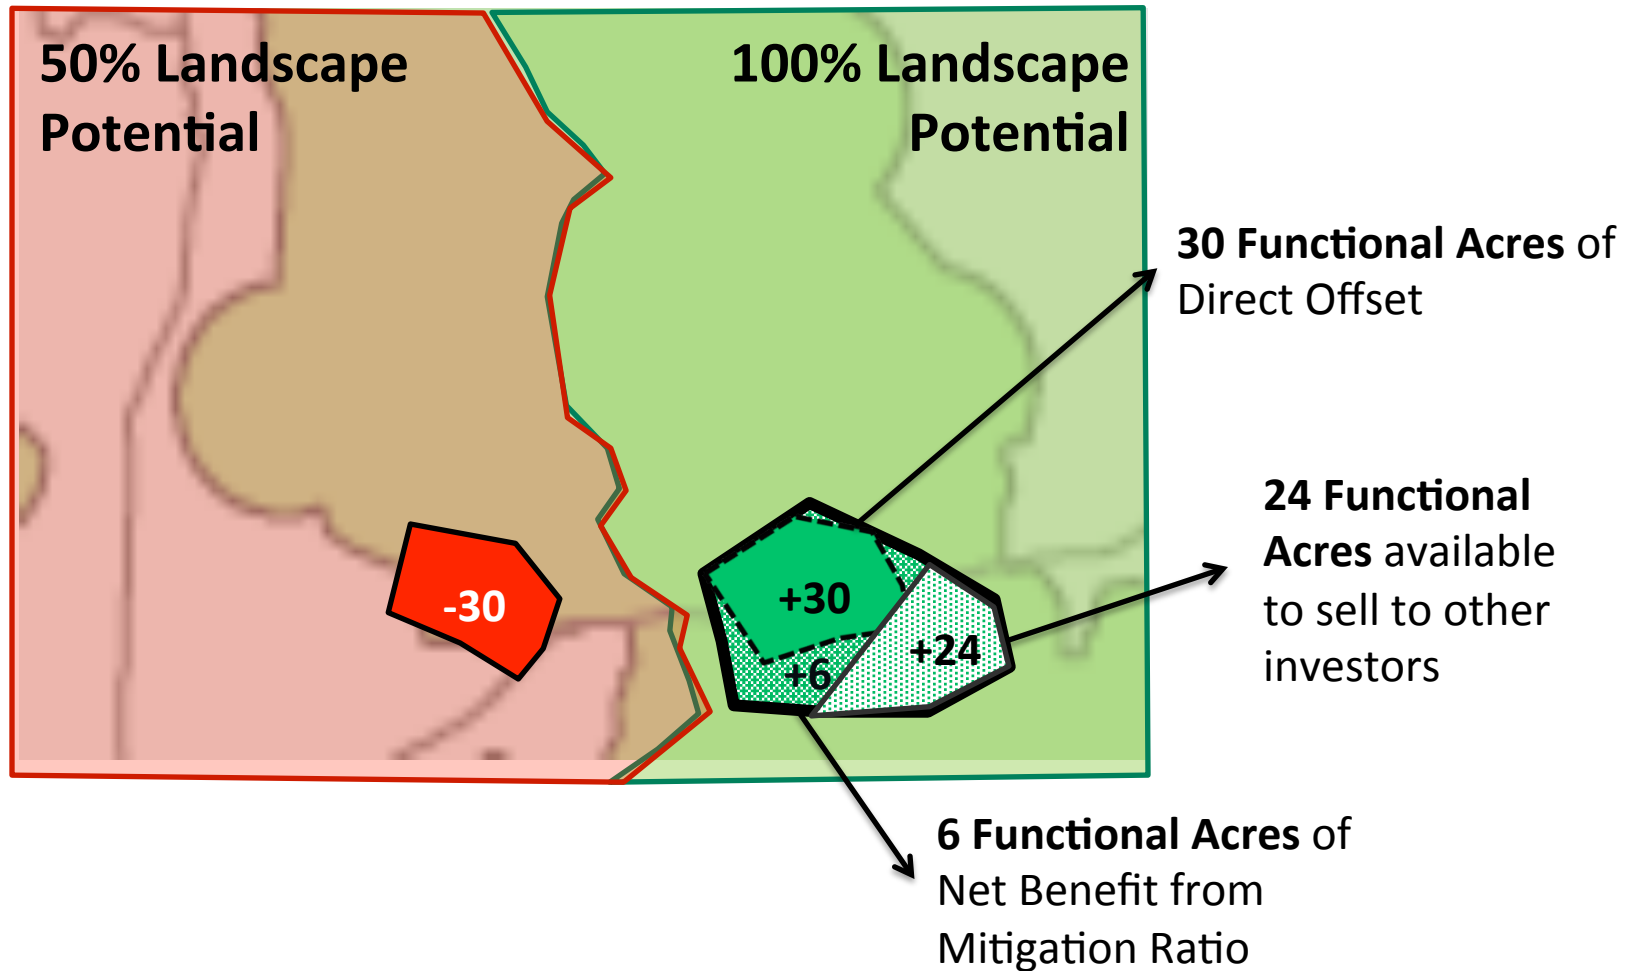 50% Landscape
Potential
100% Landscape
Potential
30 Functional Acres of
Direct Offset
24 Functional
Acres available
to sell to other
investors
-30
+30
+24
+6
6 Functional Acres of
Net Benefit from
Mitigation Ratio